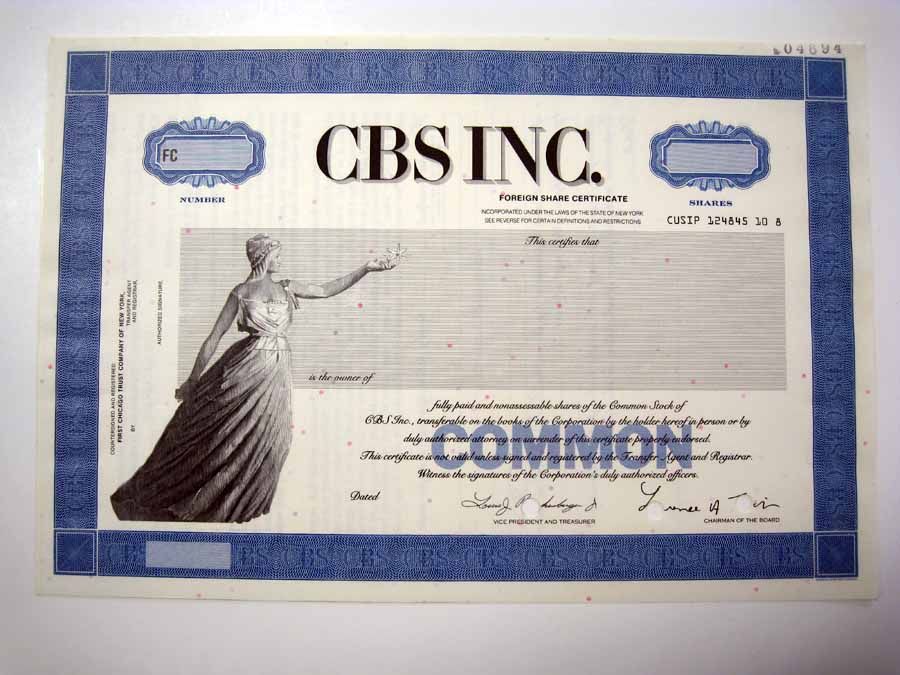 04694
CBS CBS CBS CBS CBS CBS CBS CBS CBS CBS CBS
FC
CBS INC.
NUMBER
FOREIGN SHARE CERTIFICATE
SHARES
INCORPORATED UNDER THE LAWS OF THE STATE OF NEW YORK
SEE REVERSE FOR CERTAIN DEFINITIONS AND RESTRICTIONS
CUSIP 124845 10 8
This certifies that
COUNTERSIGNED AND REGISTERED:
FIRST CHICAGO TRUST COMPANY OF NEW YORK,
TRANSFER AGENT
AND REGISTRAR,
BY
AUTHORIZED SIGNATURE
is the owner of
fully paid and nonassessable shares of the Common Stock of
CBS Inc., transferable on the books of the Corporation by the holder hereof in person or by
duly authorized attorney on surrender of this certificate properly endorsed.
COMMON
This certificate is not valid unless signed and registered by the Transfer Agent and Registrar.
Witness the signatures of the Corporation's duly authorized officers.
Dated
VICE PRESIDENT AND TREASURER
CHAIRMAN OF THE BOARD